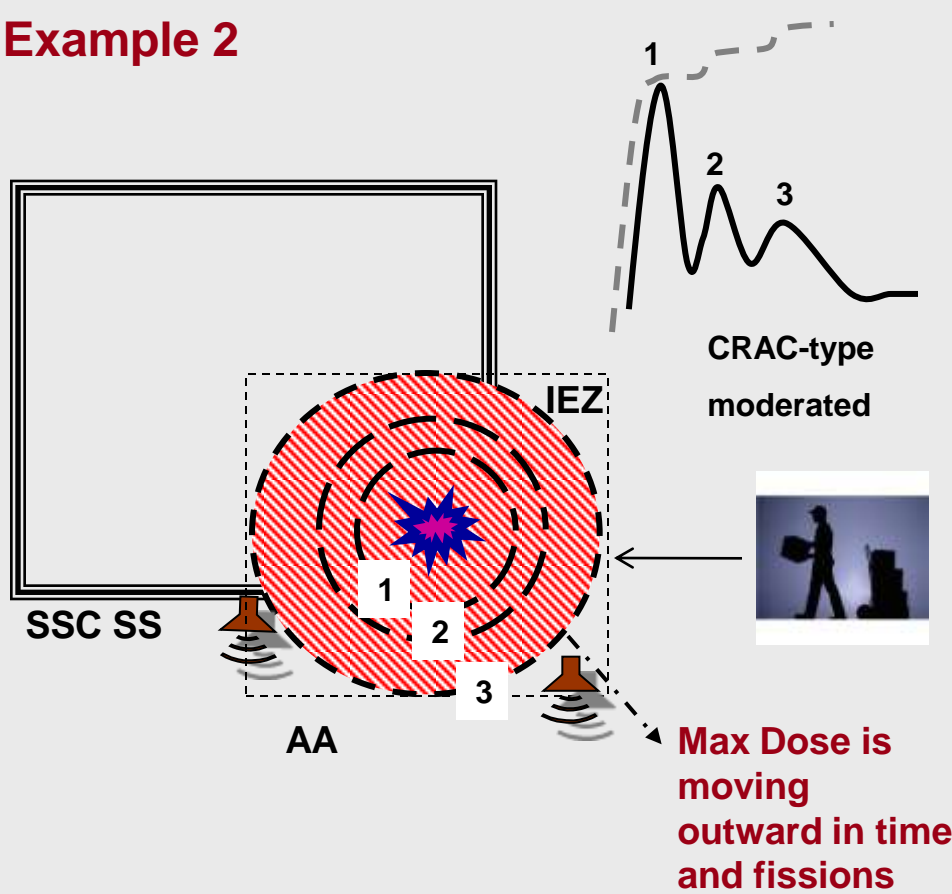 Example 2
1
2
3
CRAC-type
moderated
IEZ
1
2
3
SSC SS
AA
Max Dose is
moving
outward in time
and fissions